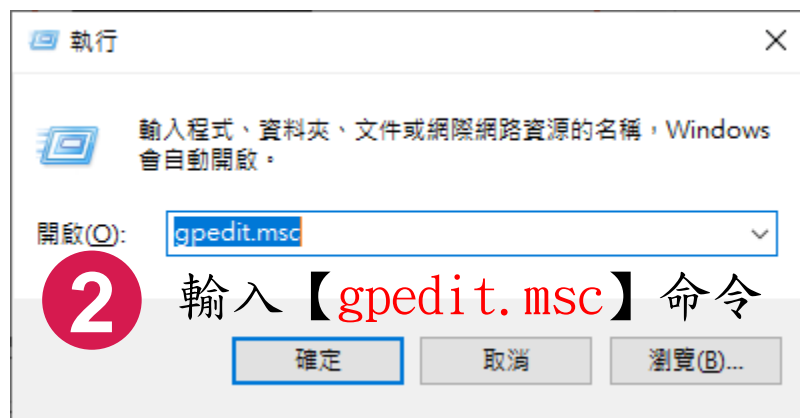 執行
輸入程式、資料夾、文件或網際網路資源的名稱，Windows
會自動開啟。
開啟(O):
gpedit.msc
2 輸入【gpedit.msc】命令
確定
取消
瀏覽(B)...